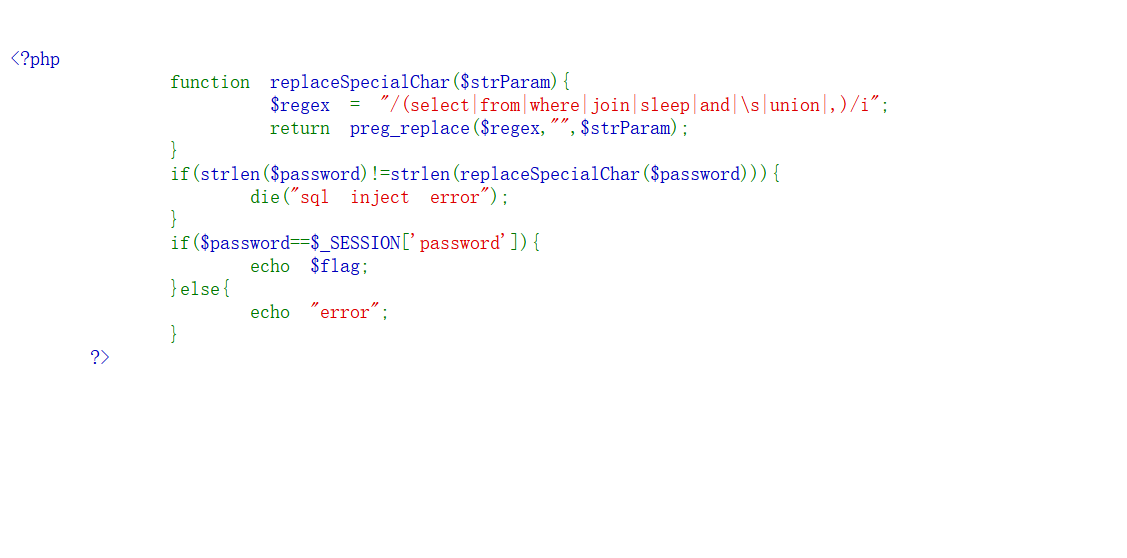 <?php
function replaceSpecialChar($strParam){
$regex = "/(select|from|where|join|sleep|and|\s|union|,)/i";
return preg_replace($regex,"",$strParam);
}
if(strlen($password)!=strlen(replaceSpecialChar($password))){
die("sql inject error");
}
if($password==$_SESSION['password']){
echo $flag;
}else{
echo "error";
}
?>